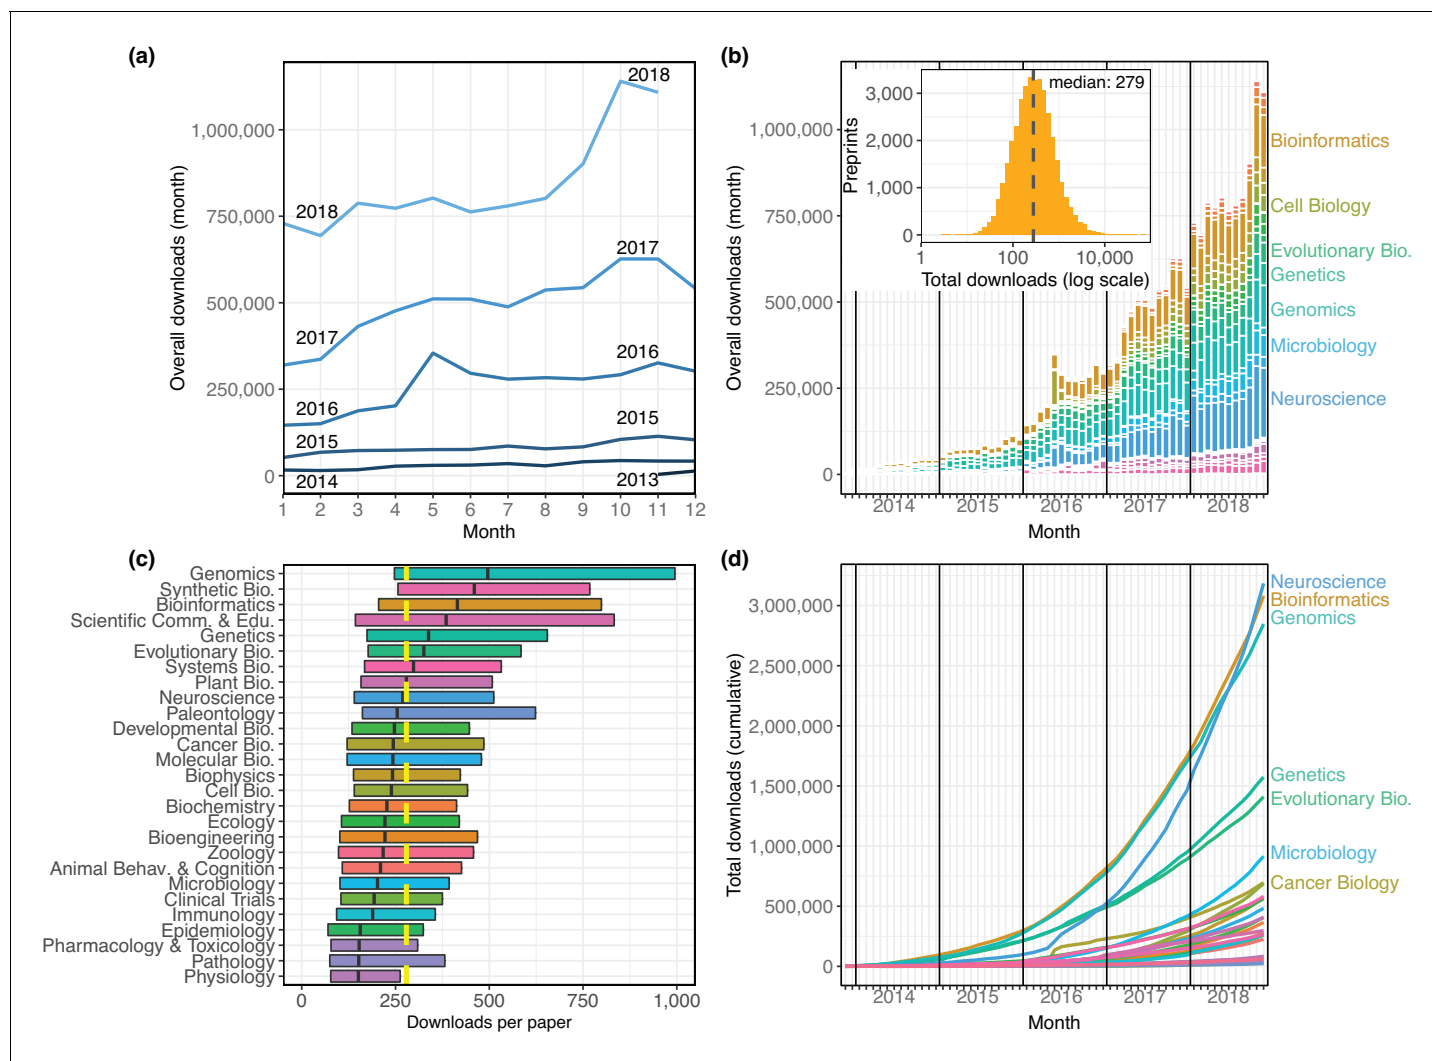 (a)
2018
1,000,000
750,000
2018
2017
500,000
2017
2016
250,000
2016
2015
2015
0
2014
2013
1 2 3 4 5 6 7 8 9 10 11 12
Month
Overall downloads (month)
(b)
median: 279
3,000
2,000
1,000
0
Preprints
1 100 10,000
Total downloads (log scale)
1,000,000
750,000
500,000
250,000
0
Overall downloads (month)
Bioinformatics
Cell Biology
Evolutionary Bio.
Genetics
Genomics
Microbiology
Neuroscience
2014 2015 2016 2017 2018
Month
(c)
Genomics
Synthetic Bio.
Bioinformatics
Scientific Comm. & Edu.
Genetics
Evolutionary Bio.
Systems Bio.
Plant Bio.
Neuroscience
Paleontology
Developmental Bio.
Cancer Bio.
Molecular Bio.
Biophysics
Cell Bio.
Biochemistry
Ecology
Bioengineering
Zoology
Animal Behav. & Cognition
Microbiology
Clinical Trials
Immunology
Epidemiology
Pharmacology & Toxicology
Pathology
Physiology
0 250 500 750 1,000
Downloads per paper
(d)
3,000,000
2,500,000
2,000,000
1,500,000
1,000,000
500,000
0
Total downloads (cumulative)
Neuroscience
Bioinformatics
Genomics
Genetics
Evolutionary Bio.
Microbiology
Cancer Biology
2014 2015 2016 2017 2018
Month